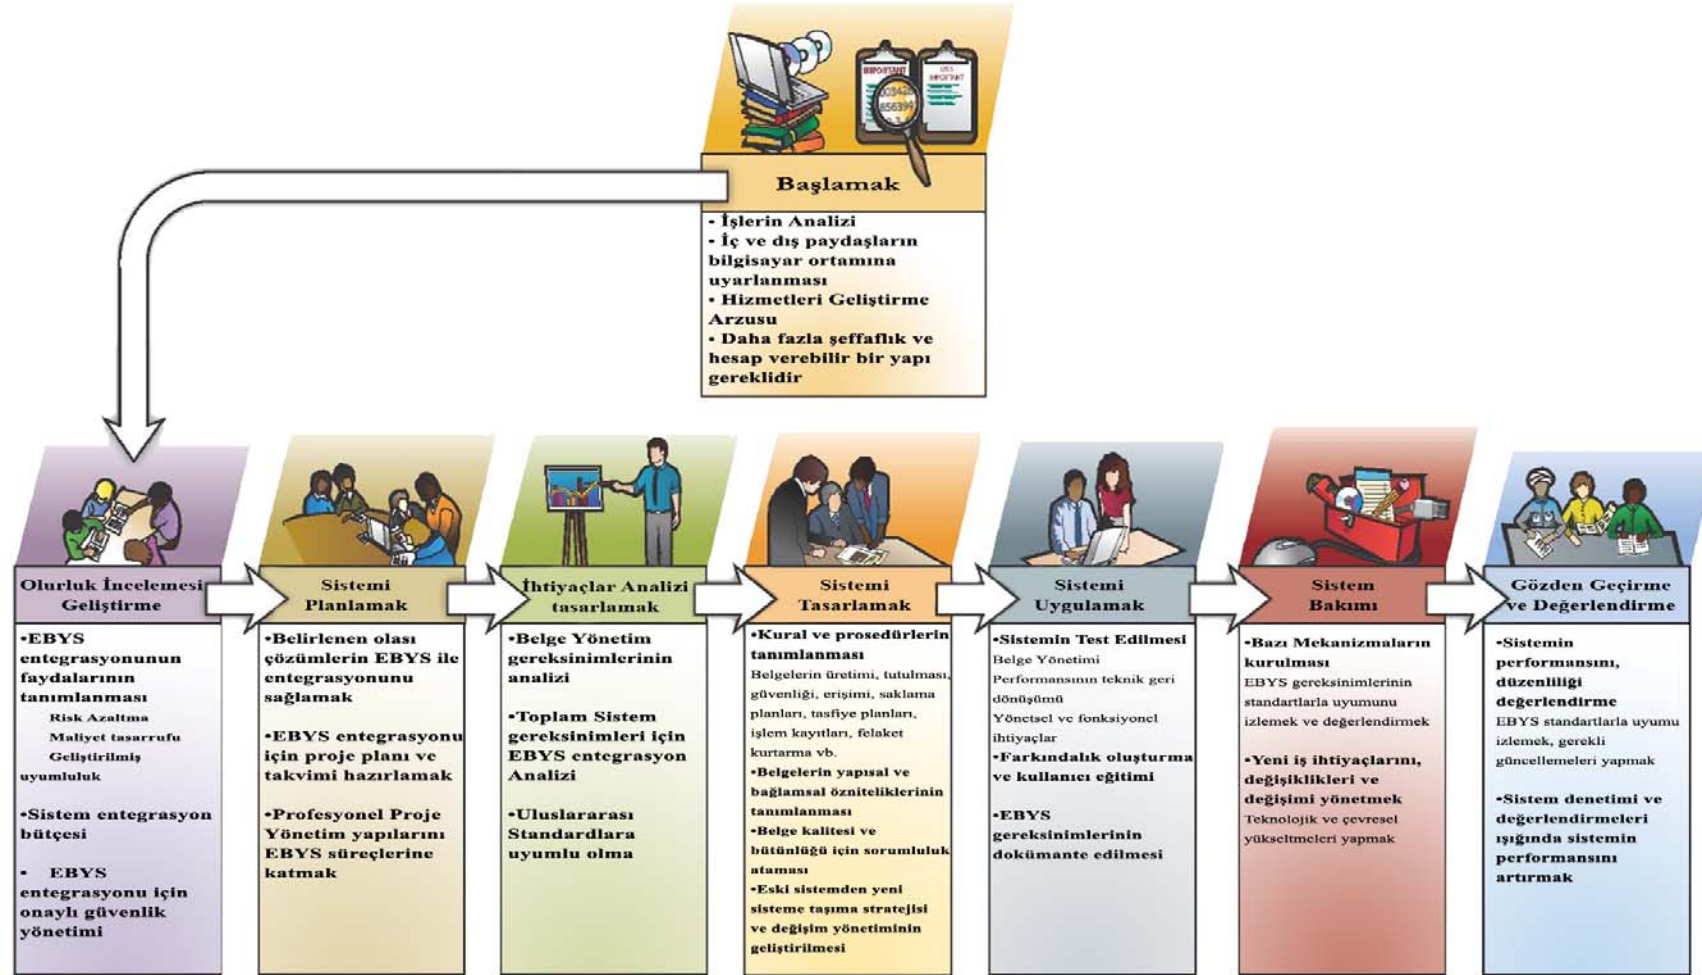 IMPORTANT
LESS
IMPORTANT
003428
856394
Başlamak
• İşlerin Analizi
• İç ve dış paydaşların
bilgisayar ortamına
uyarlanması
• Hizmetleri Geliştirme
Arzusu
• Daha fazla şeffaflık ve
hesap verebilir bir yapı
gereklidir
Olurluk İncelemesi
Geliştirme
•EBYS
entegrasyonunun
faydalarının
tanımlanması
Risk Azaltma
Maliyet tasarrufu
Geliştirilmiş
uyumluluk
•Sistem entegrasyon
bütçesi
• EBYS
entegrasyonu için
onaylı güvenlik
yönetimi
Sistemi
Planlamak
•Belirlenen olası
çözümlerin EBYS ile
entegrasyonunu
sağlamak
•EBYS entegrasyonu
için proje planı ve
takvimi hazırlamak
•Profesyonel Proje
Yönetim yapılarını
EBYS süreçlerine
katmak
İhtiyaçlar Analizi
tasarlamak
•Belge Yönetim
gereksinimlerinin
analizi
•Toplam Sistem
gereksinimleri için
EBYS entegrasyon
Analizi
•Uluslararası
Standardlara
uyumlu olma
Sistemi
Tasarlamak
•Kural ve prosedürlerin
tanımlanması
Belgelerin üretimi, tutulması,
güvenliği, erişimi, saklama
planları, tasfiye planları,
işlem kayıtları, felaket
kurtarma vb.
•Belgelerin yapısal ve
bağlamsal özniteliklerinin
tanımlanması
•Belge kalitesi ve
bütünlüğü için sorumluluk
ataması
•Eski sistemden yeni
sisteme taşıma stratejisi
ve değişim yönetiminin
geliştirilmesi
Sistemi
Uygulamak
•Sistemin Test Edilmesi
Belge Yönetimi
Performansının teknik geri
dönüşümü
Yönetsel ve fonksiyonel
ihtiyaçlar
•Farkındalık oluşturma
ve kullanıcı eğitimi
•EBYS
gereksinimlerinin
dokümante edilmesi
Sistem
Bakımı
•Bazı Mekanizmaların
kurulması
EBYS gereksinimlerinin
standartlarla uyumunu
izlemek ve değerlendirmek
•Yeni iş ihtiyaçlarını,
değişiklikleri ve
değişimi yönetmek
Teknolojik ve çevresel
yükseltmeleri yapmak
Gözden Geçirme
ve Değerlendirme
•Sistemin
performansını,
düzenliliği
değerlendirme
EBYS standartlarla uyumu
izlemek, gerekli
güncellemeleri yapmak
•Sistem denetimi ve
değerlendirmeleri
ışığında sistemin
performansını
artırmak